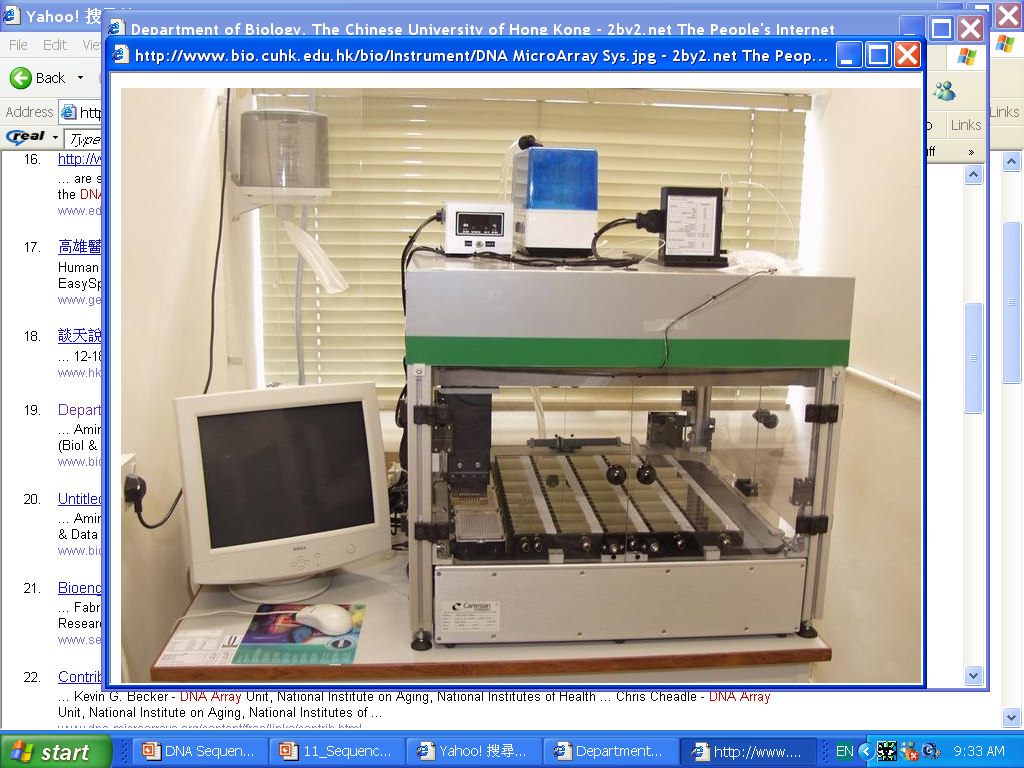 Yahoo! 搜尋
Department of Biology, The Chinese University of Hong Kong - 2by2.net The People's Internet
http://www.bio.cuhk.edu.hk/bio/Instrument/DNA MicroArray Sys.jpg - 2by2.net The Peop...
File Edit
Back
Address
Links
Links
real
Type
»
16. http://w
... are s
the DNA
www.ed
17. 高雄醫
Human
EasySp
www.ge
18. 談天說
... 12-18
www.hk
19. Depart
... Amin
(Biol &
www.bio
20. Untitled
... Amin
& Data
www.bio
21. Bioeng
... Fabr
Resear
www.se
22. Contrib
... Kevin G. Becker - DNA Array Unit, National Institute on Aging, National Institutes of Health ... Chris Cheadle - DNA Array
Unit, National Institute on Aging, National Institutes of ...
DELL
Cartesian
start
DNA Sequen...
11_Sequenc...
Yahoo! 搜尋...
Department...
http://www....
EN
9:33 AM